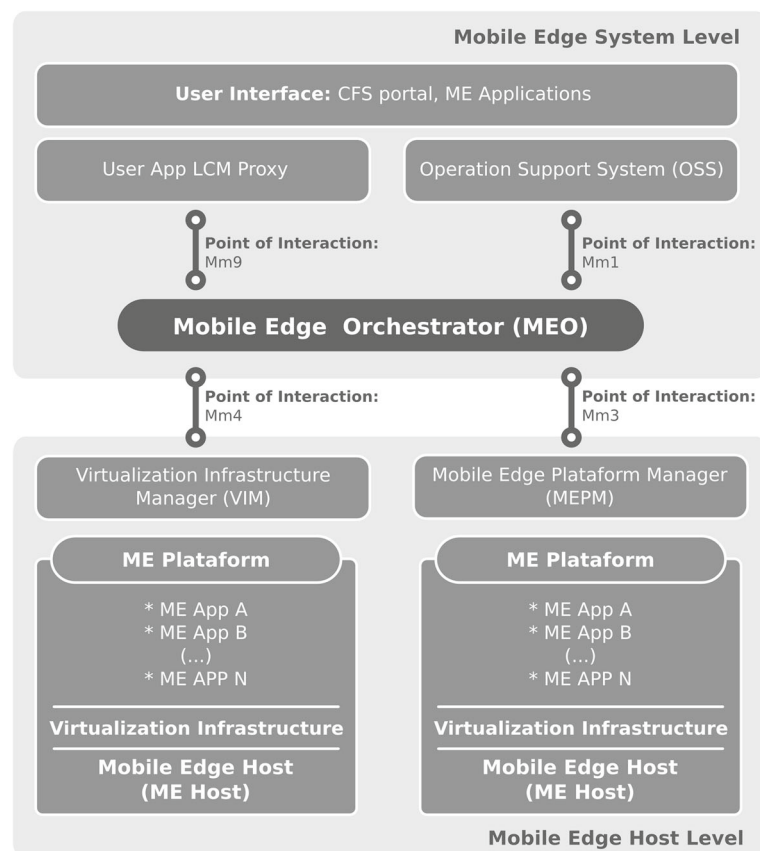 Mobile Edge System Level
User Interface: CFS portal, ME Applications
User App LCM Proxy
Operation Support System (OSS)
Point of Interaction:
Mm9
Point of Interaction:
Mm1
Mobile Edge Orchestrator (MEO)
Point of Interaction:
Mm4
Point of Interaction:
Mm3
Virtualization Infrastructure
Manager (VIM)
Mobile Edge Plataform Manager
(MEPM)
ME Plataform
* ME App A
* ME App B
(...)
* ME APP N
Virtualization Infrastructure
Mobile Edge Host
(ME Host)
ME Plataform
* ME App A
* ME App B
(...)
* ME APP N
Virtualization Infrastructure
Mobile Edge Host
(ME Host)
Mobile Edge Host Level